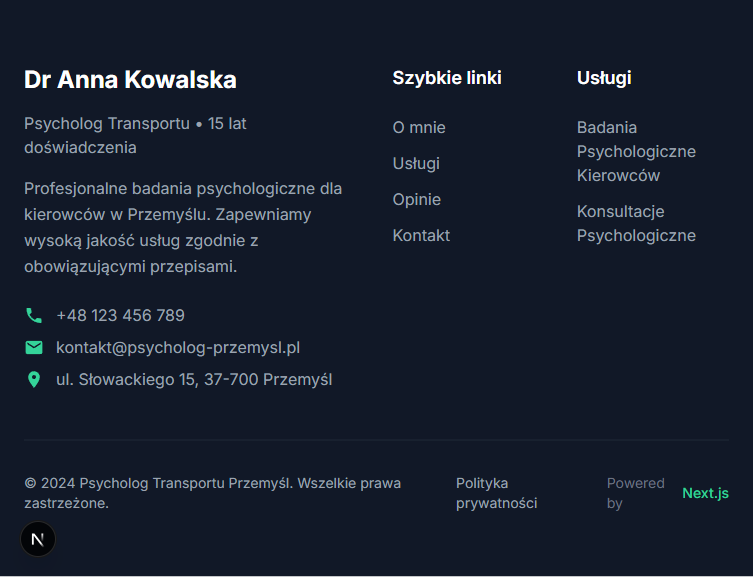 Dr Anna Kowalska
Psycholog Transportu • 15 lat
doświadczenia
Profesjonalne badania psychologiczne dla
kierowców w Przemyślu. Zapewniamy
wysoką jakość usług zgodnie z
obowiązującymi przepisami.
+48 123 456 789
kontakt@psycholog-przemysl.pl
ul. Słowackiego 15, 37-700 Przemyśl
Szybkie linki
O mnie
Usługi
Opinie
Kontakt
Usługi
Badania
Psychologiczne
Kierowców
Konsultacje
Psychologiczne
© 2024 Psycholog Transportu Przemyśl. Wszelkie prawa
zastrzeżone.
Polityka
prywatności
Powered
by
Next.js
N